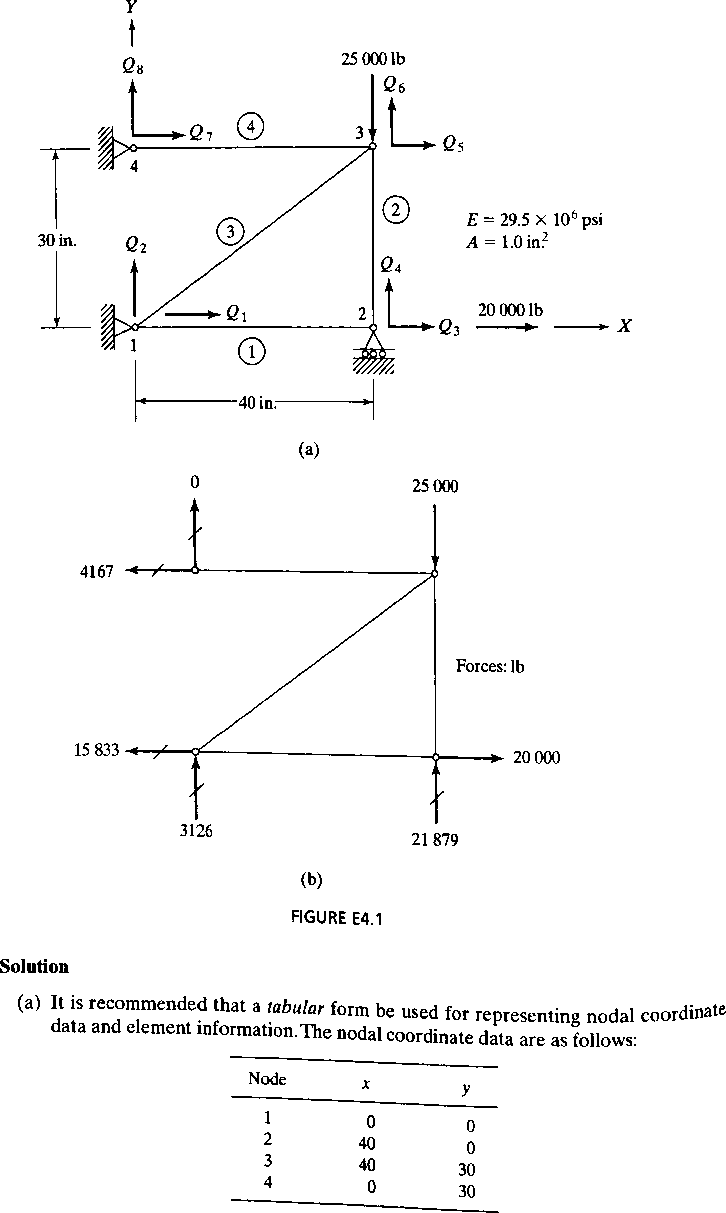 Y
Q8
25 000 lb
Q6
Q7
4
3
Q5
4
2
E = 29.5 × 10⁶ psi
A = 1.0 in.²
30 in.
3
Q2
Q4
Q1
2
Q3
20 000 lb
X
1
1
40 in.
(a)
0
25 000
4167
Forces: lb
15 833
20 000
3126
21 879
(b)
FIGURE E4.1
Solution
(a) It is recommended that a tabular form be used for representing nodal coordinate
data and element information. The nodal coordinate data are as follows:
Node x y
1 0 0
2 40 0
3 40 30
4 0 30